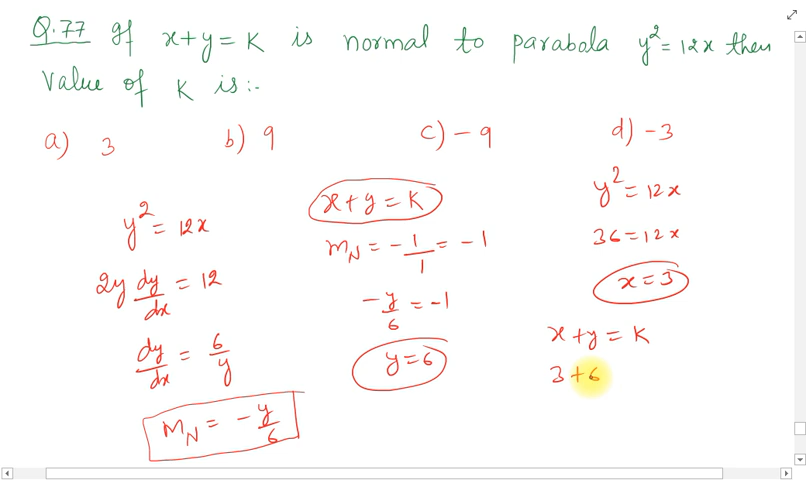 Q.77 If x+y=K is normal to parabola y²=12x then
value of K is:-
a) 3 b) 9 c) -9 d) -3
y² = 12x
2y dy/dx = 12
dy/dx = 6/y
M_N = -y/6
x+y=K
M_N = -1/1 = -1
-y/6 = -1
y=6
y² = 12x
36 = 12x
x=3
x+y = K
3+6